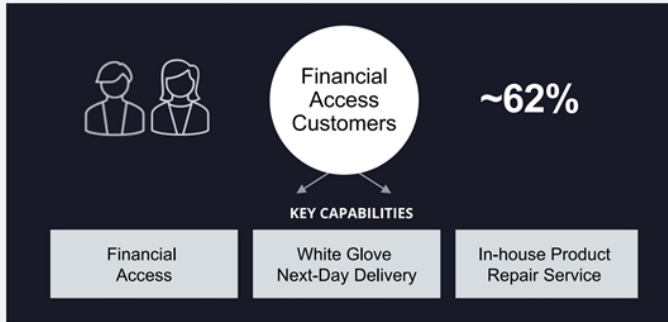 Financial
Access
Customers
~62%
KEY CAPABILITIES
Financial
Access
White Glove
Next-Day Delivery
In-house Product
Repair Service